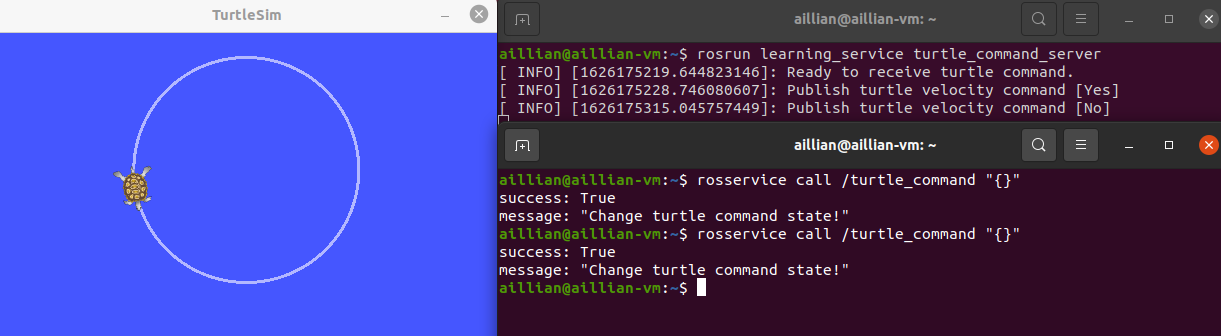 TurtleSim
aillian@aillian-vm: ~
aillian@aillian-vm:~$ rosrun learning_service turtle_command_server
[ INFO] [1626175219.644823146]: Ready to receive turtle command.
[ INFO] [1626175228.746080607]: Publish turtle velocity command [Yes]
[ INFO] [1626175315.045757449]: Publish turtle velocity command [No]
aillian@aillian-vm: ~
aillian@aillian-vm:~$ rosservice call /turtle_command "{}"
success: True
message: "Change turtle command state!"
aillian@aillian-vm:~$ rosservice call /turtle_command "{}"
success: True
message: "Change turtle command state!"
aillian@aillian-vm:~$